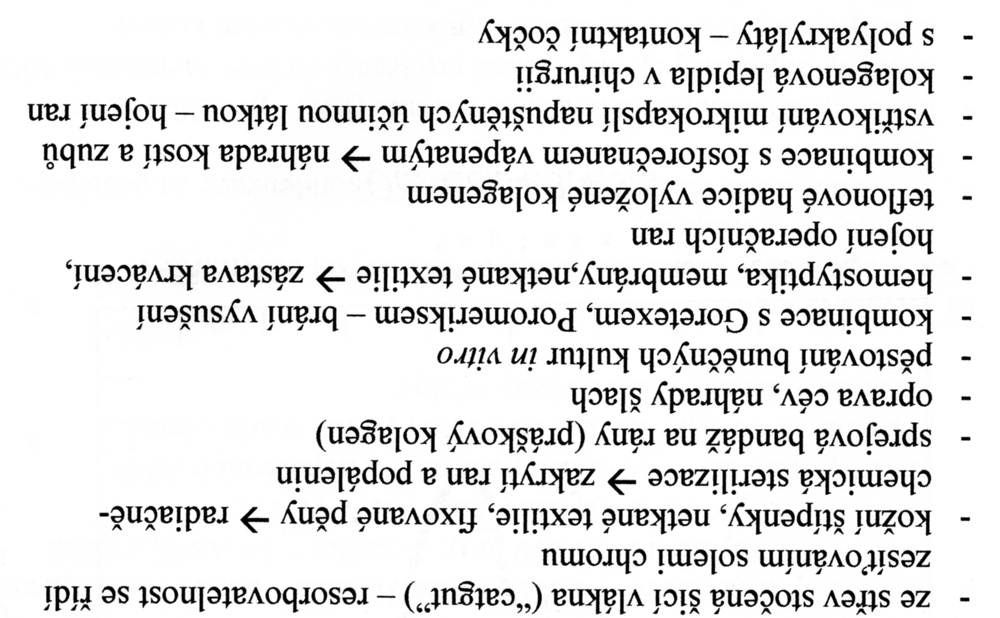 - ze střev stočená šicí vlákna (“catgut”) – resorbovatelnost se řídí
zesíťováním solemi chromu
- kožní štípenky, netkané textilie, fixované pěny → radiačně-
chemická sterilizace → zakrytí ran a popálenin
- sprejová bandáž na rány (práškový kolagen)
- oprava cév, náhrady šlach
- pěstování buněčných kultur in vitro
- kombinace s Goretexem, Poromeriksem – brání vysušení
- hemostyptika, membrány,netkané textilie → zástava krvácení,
hojení operačních ran
- teflonové hadice vyložené kolagenem
- kombinace s fosforečnanem vápenatým → náhrada kostí a zubů
- vstřikování mikrokapslí napuštěných účinnou látkou – hojení ran
- kolagenová lepidla v chirurgii
- s polyakryláty – kontaktní čočky